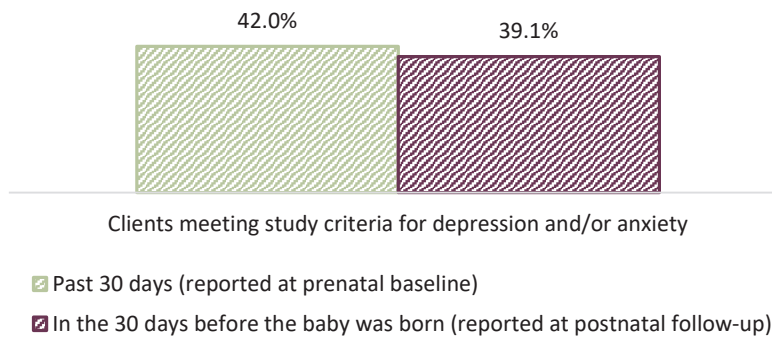 42.0%
39.1%
Clients meeting study criteria for depression and/or anxiety
Past 30 days (reported at prenatal baseline)
In the 30 days before the baby was born (reported at postnatal follow-up)